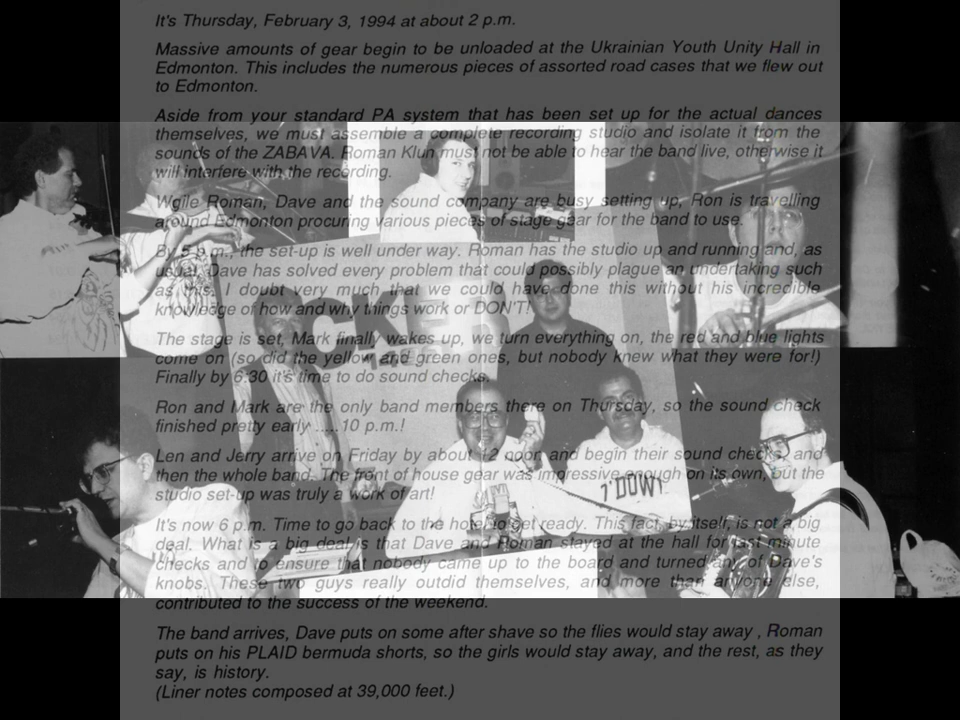 It's Thursday, February 3, 1994 at about 2 p.m.
Massive amounts of gear begin to be unloaded at the Ukrainian Youth Unity Hall in
Edmonton. This includes the numerous pieces of assorted road cases that we flew out
to Edmonton.
Aside from your standard PA system that has been set up for the actual dances
themselves, we must assemble a complete recording studio and isolate it from the
sounds of the ZABAVA. Roman Klun must not be able to hear the band live, otherwise it
will interfere with the recording.
Wgile Roman, Dave and the sound company are busy setting up, Ron is travelling
around Edmonton procuring various pieces of stage gear for the band to use.
By 5 p.m., the set-up is well under way. Roman has the studio up and running and, as
usual, Dave has solved every problem that could possibly plague an undertaking such
as this. I doubt very much that we could have done this without his incredible
knowledge of how and why things work or DON'T!
The stage is set, Mark finally wakes up, we turn everything on, the red and blue lights
come on (so did the yellow and green ones, but nobody knew what they were for!)
Finally by 6:30 it's time to do sound checks.
Ron and Mark are the only band members there on Thursday, so the sound check
finished pretty early .....10 p.m.!
Len and Jerry arrive on Friday by about 12 noon and begin their sound checks, and
then the whole band. The front of house gear was impressive enough on its own, but the
studio set-up was truly a work of art!
It's now 6 p.m. Time to go back to the hotel to get ready. This fact, by itself, is not a big
deal. What is a big deal is that Dave and Roman stayed at the hall for last minute
checks and to ensure that nobody came up to the board and turned any of Dave's
knobs. These two guys really outdid themselves, and more than anyone else,
contributed to the success of the weekend.
The band arrives, Dave puts on some after shave so the flies would stay away , Roman
puts on his PLAID bermuda shorts, so the girls would stay away, and the rest, as they
say, is history.
(Liner notes composed at 39,000 feet.)